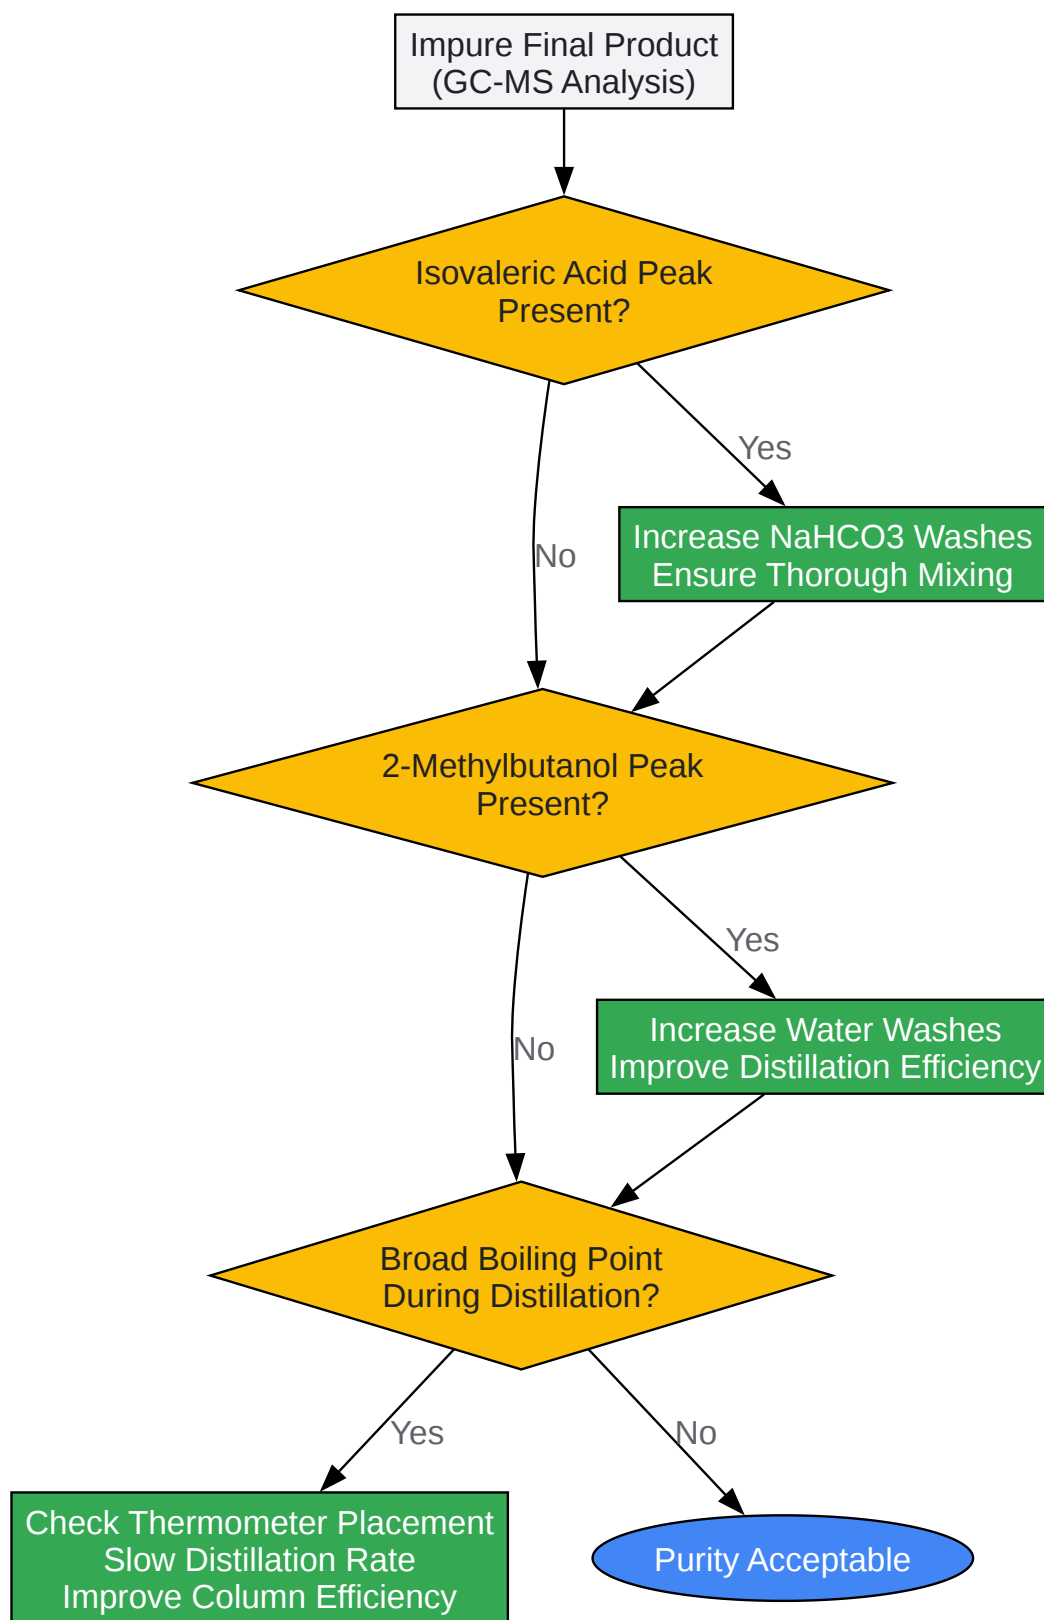 Impure Final Product
(GC-MS Analysis)
Isovaleric Acid Peak
Present?
Yes
Increase NaHCO3 Washes
Ensure Thorough Mixing
No
2-Methylbutanol Peak
Present?
Yes
Increase Water Washes
Improve Distillation Efficiency
No
Broad Boiling Point
During Distillation?
Yes
No
Check Thermometer Placement
Slow Distillation Rate
Improve Column Efficiency
Purity Acceptable